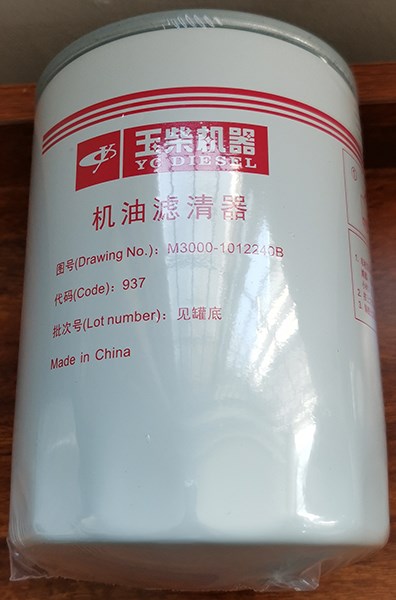 玉柴机器
YC DIESEL
机油滤清器
图号(Drawing No.)：M3000-1012240B
代码(Code)：937
批次号(Lot number)：见罐底
Made in China